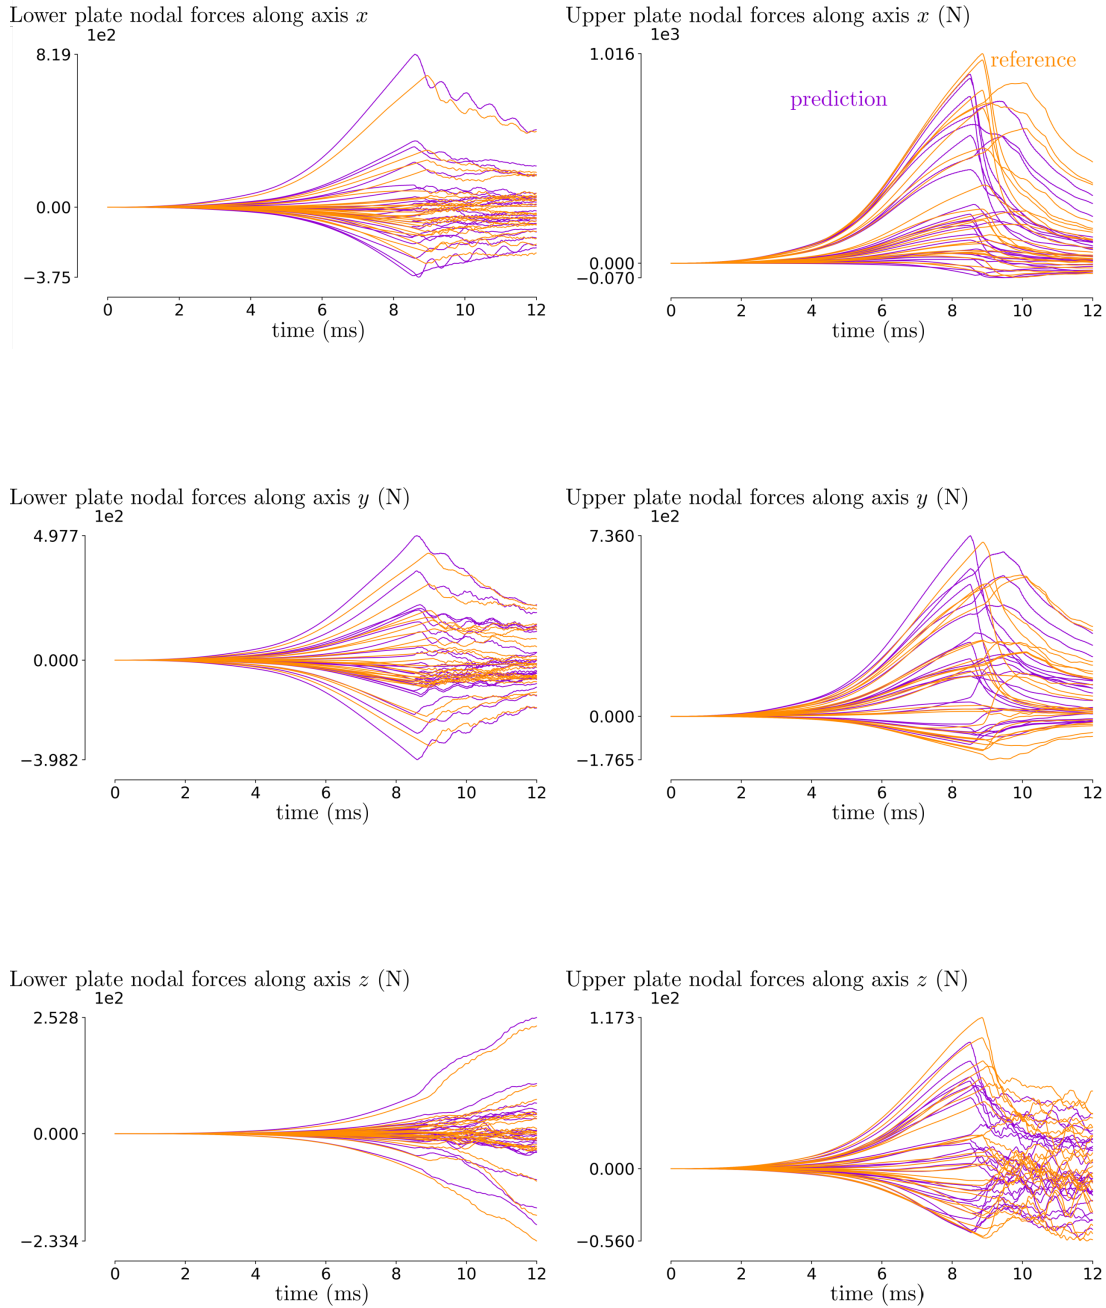 Lower plate nodal forces along axis x
1e2
8.19
0.00
−3.75
0 2 4 6 8 10 12
time (ms)
Upper plate nodal forces along axis x (N)
1e3
1.016
reference
prediction
0.000
−0.070
0 2 4 6 8 10 12
time (ms)
Lower plate nodal forces along axis y (N)
1e2
4.977
0.000
−3.982
0 2 4 6 8 10 12
time (ms)
Upper plate nodal forces along axis y (N)
1e2
7.360
0.000
−1.765
0 2 4 6 8 10 12
time (ms)
Lower plate nodal forces along axis z (N)
1e2
2.528
0.000
−2.334
0 2 4 6 8 10 12
time (ms)
Upper plate nodal forces along axis z (N)
1e2
1.173
0.000
−0.560
0 2 4 6 8 10 12
time (ms)